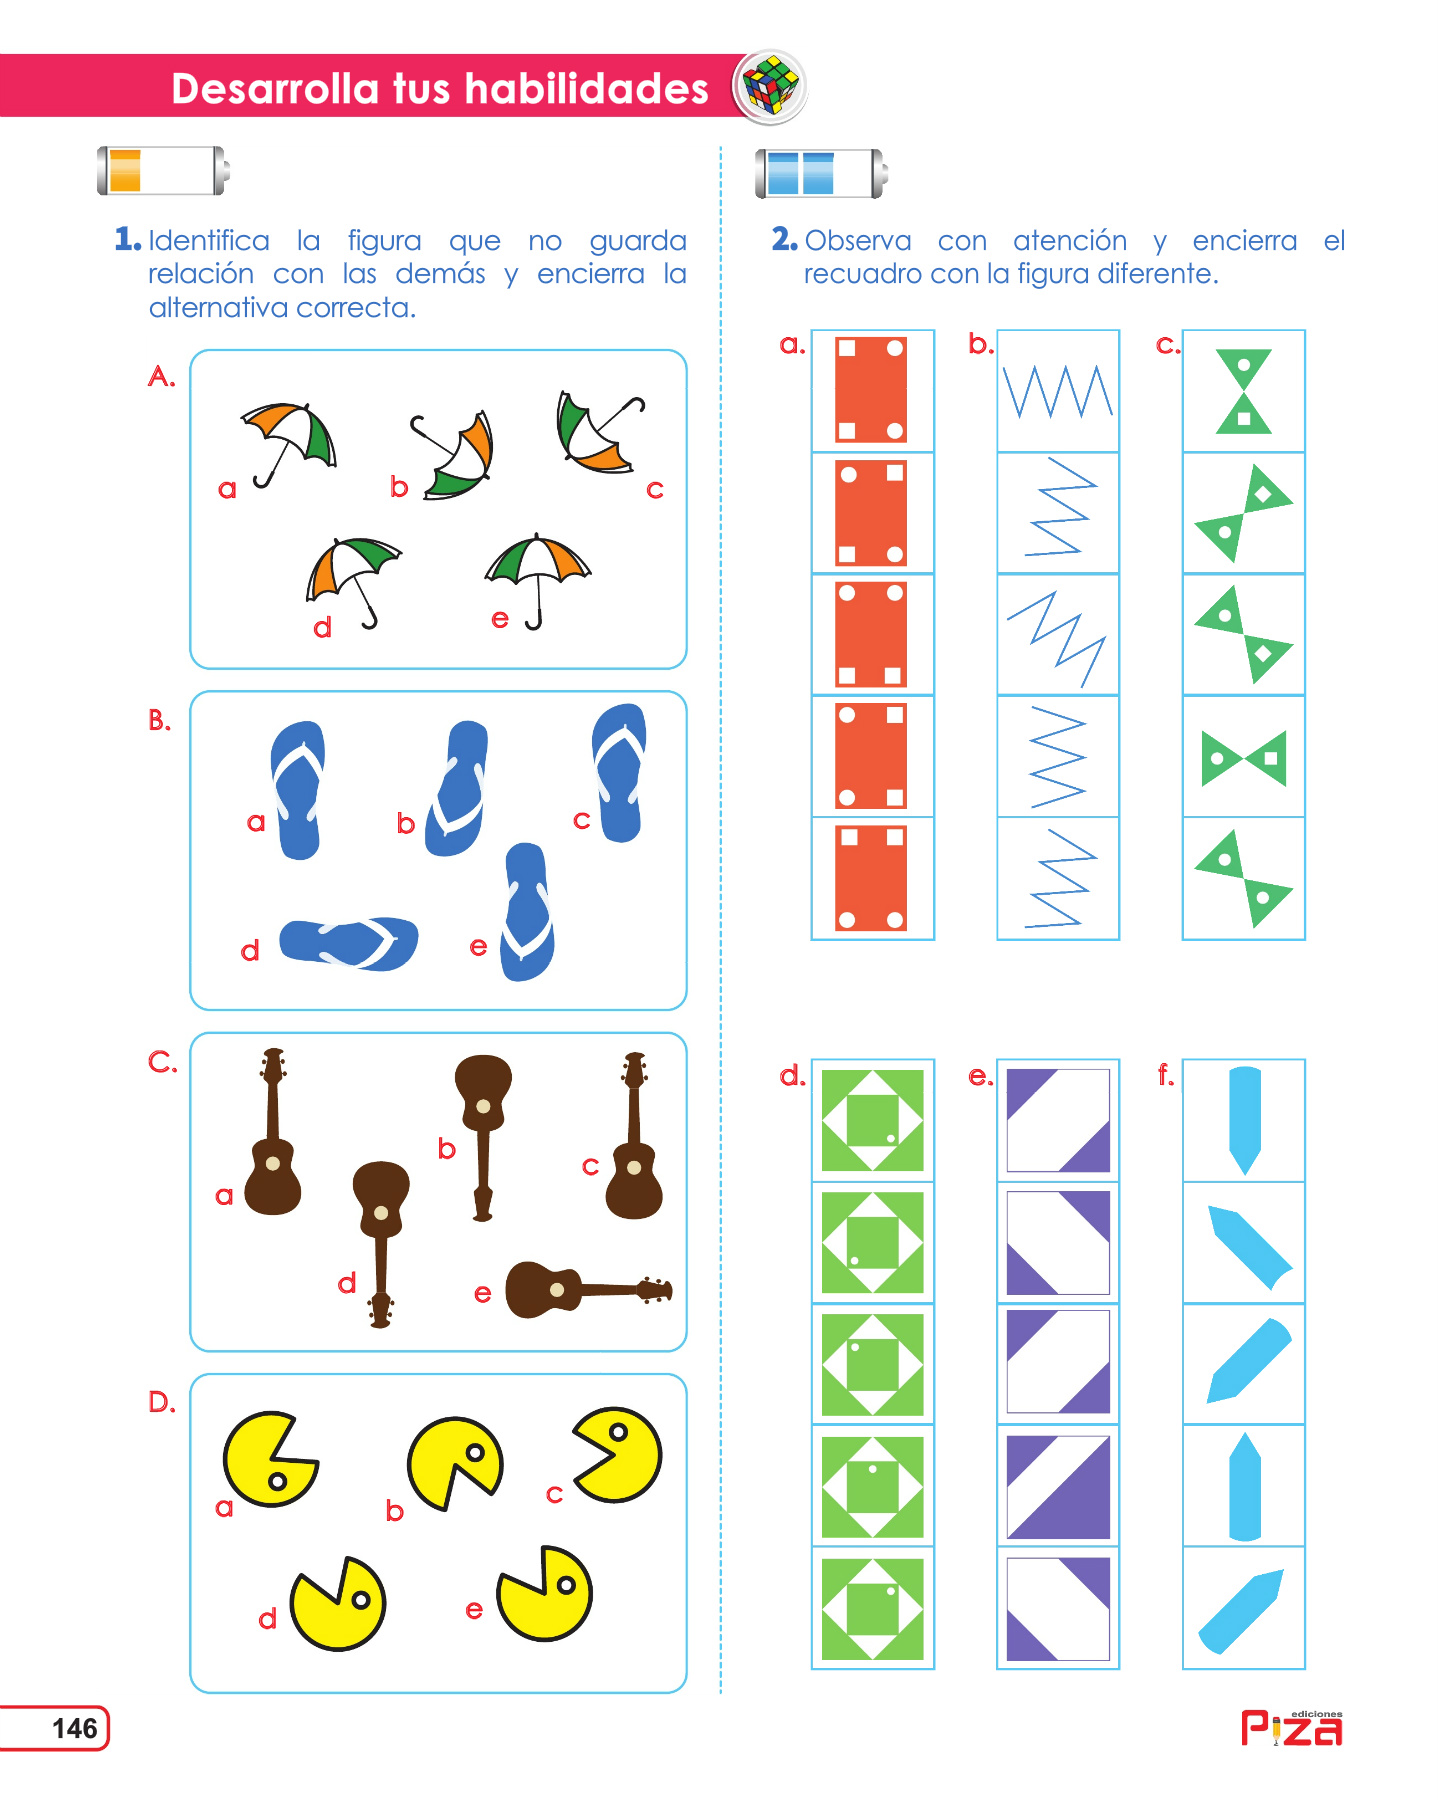 Desarrolla tus habilidades
1. Identifica la figura que no guarda
relación con las demás y encierra la
alternativa correcta.
A.
a
b
c
d
e
B.
a
b
c
d
e
C.
a
b
c
d
e
D.
a
b
c
d
e
2. Observa con atención y encierra el
recuadro con la figura diferente.
a.
b.
c.
d.
e.
f.
146
ediciones
Piza